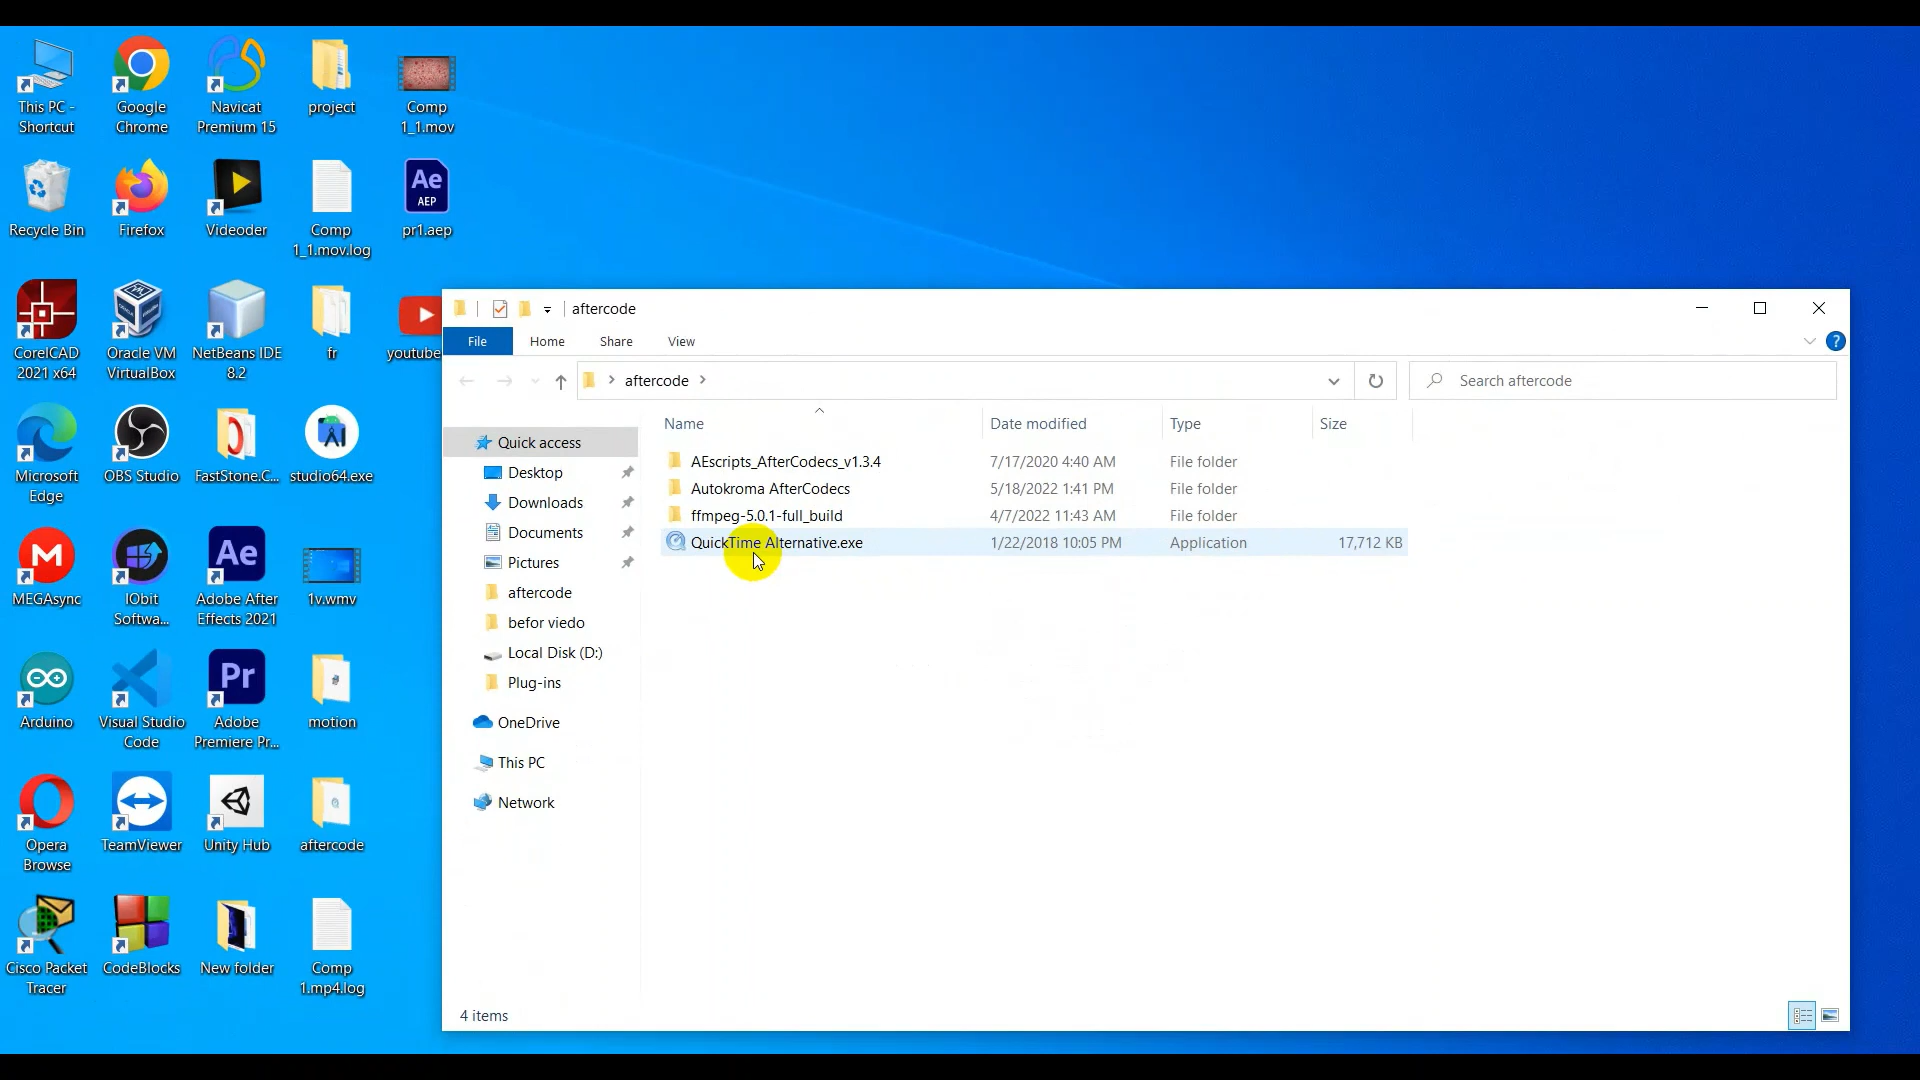 This PC -
Shortcut
Google
Chrome
Navicat
Premium 15
project
Comp
1_1.mov
Recycle Bin
Firefox
Videoder
Comp
1_1.mov.log
Ae
AEP
pr1.aep
CorelCAD
2021 x64
Oracle VM
VirtualBox
NetBeans IDE
8.2
fr
youtube
Microsoft
Edge
OBS Studio
FastStone.C...
studio64.exe
MEGAsync
IObit
Softwa...
Ae
Adobe After
Effects 2021
1v.wmv
Arduino
Visual Studio
Code
Pr
Adobe
Premiere Pr...
motion
Opera
Browse
TeamViewer
Unity Hub
aftercode
Cisco Packet
Tracer
CodeBlocks
New folder
Comp
1.mp4.log
aftercode
File Home Share View
aftercode
Search aftercode
Name Date modified Type Size
AEscripts_AfterCodecs_v1.3.4 7/17/2020 4:40 AM File folder
Autokroma AfterCodecs 5/18/2022 1:41 PM File folder
ffmpeg-5.0.1-full_build 4/7/2022 11:43 AM File folder
QuickTime Alternative.exe 1/22/2018 10:05 PM Application 17,712 KB
Quick access
Desktop
Downloads
Documents
Pictures
aftercode
befor viedo
Local Disk (D:)
Plug-ins
OneDrive
This PC
Network
4 items